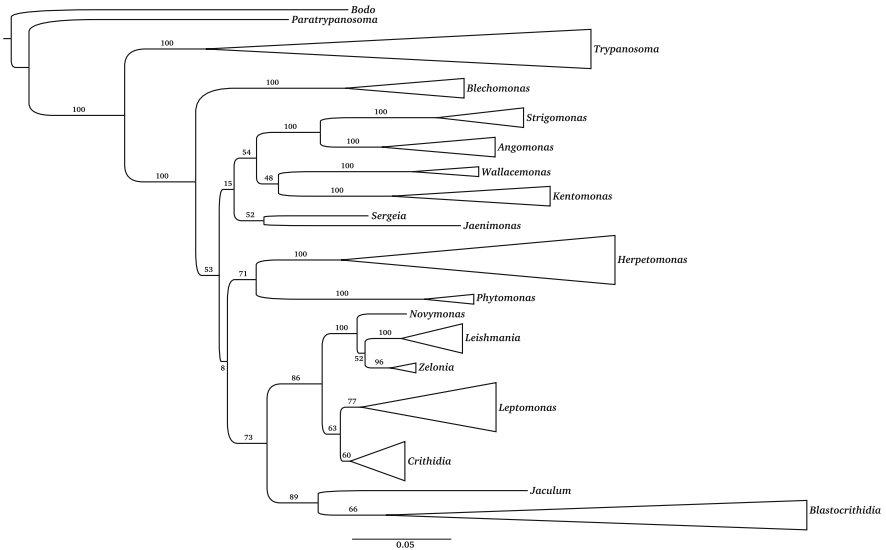 Bodo
Paratrypanosoma
100
Trypanosoma
100
Blechomonas
100
100
Strigomonas
100
54
100
Angomonas
100
Wallacemonas
15
48
100
Kentomonas
52
Sergeia
Jaenimonas
100
Herpetomonas
53
71
100
Phytomonas
Novymonas
100
100
Leishmania
52
96
Zelonia
8
86
77
Leptomonas
63
73
60
Crithidia
Jaculum
89
66
Blastocrithidia
0.05